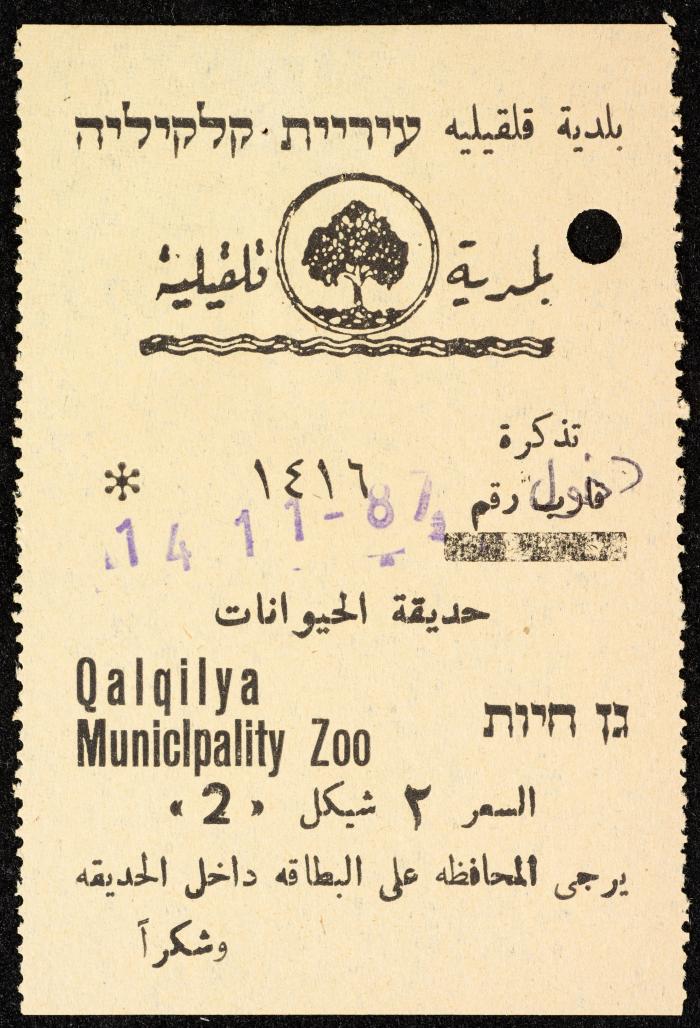 بلدية قلقيليه עיריית קלקיליה
بلدية قلقيلية
تذكرة
دخول رقم
١٤١٦
14 11-87
حديقة الحيوانات
Qalqilya
Municipality Zoo
גן חיות
السعر ٢ شيكل « 2 »
يرجى المحافظه على البطاقه داخل الحديقه
وشكراً